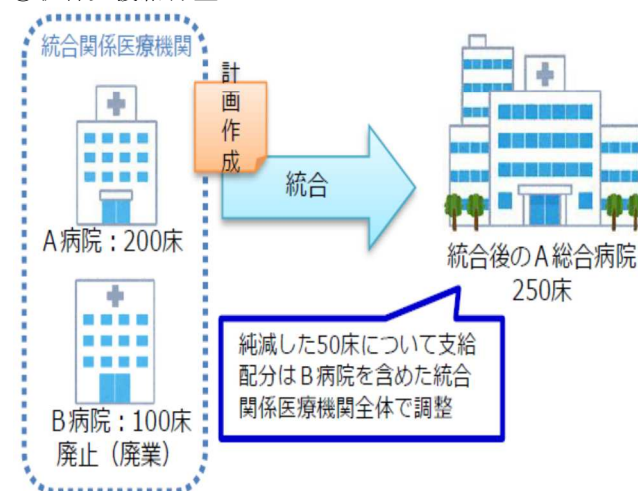 統合関係医療機関
計画作成
A病院：200床
B病院：100床
廃止（廃業）
統合
統合後のA総合病院
250床
純減した50床について支給
配分はB病院を含めた統合
関係医療機関全体で調整